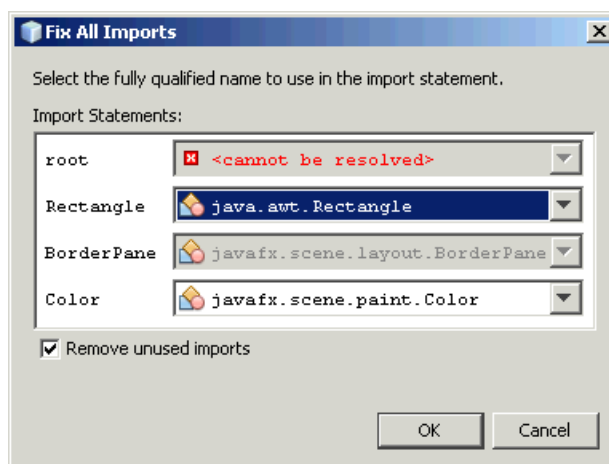 Fix All Imports
Select the fully qualified name to use in the import statement.
Import Statements:
root <cannot be resolved>
Rectangle java.awt.Rectangle
BorderPane javafx.scene.layout.BorderPane
Color javafx.scene.paint.Color
Remove unused imports
OK Cancel